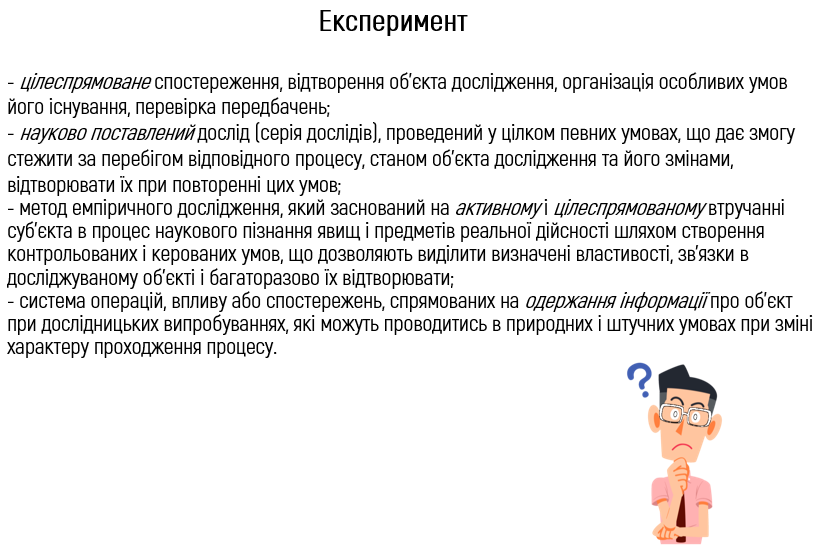 Експеримент
- цілеспрямоване спостереження, відтворення об'єкта дослідження, організація особливих умов
його існування, перевірка передбачень;
- науково поставлений дослід (серія дослідів), проведений у цілком певних умовах, що дає змогу
стежити за перебігом відповідного процесу, станом об'єкта дослідження та його змінами,
відтворювати їх при повторенні цих умов;
- метод емпіричного дослідження, який заснований на активному і цілеспрямованому втручанні
суб'єкта в процес наукового пізнання явищ і предметів реальної дійсності шляхом створення
контрольованих і керованих умов, що дозволяють виділити визначені властивості, зв'язки в
досліджуваному об'єкті і багаторазово їх відтворювати;
- система операцій, впливу або спостережень, спрямованих на одержання інформації про об'єкт
при дослідницьких випробуваннях, які можуть проводитись в природних і штучних умовах при зміні
характеру проходження процесу.
?